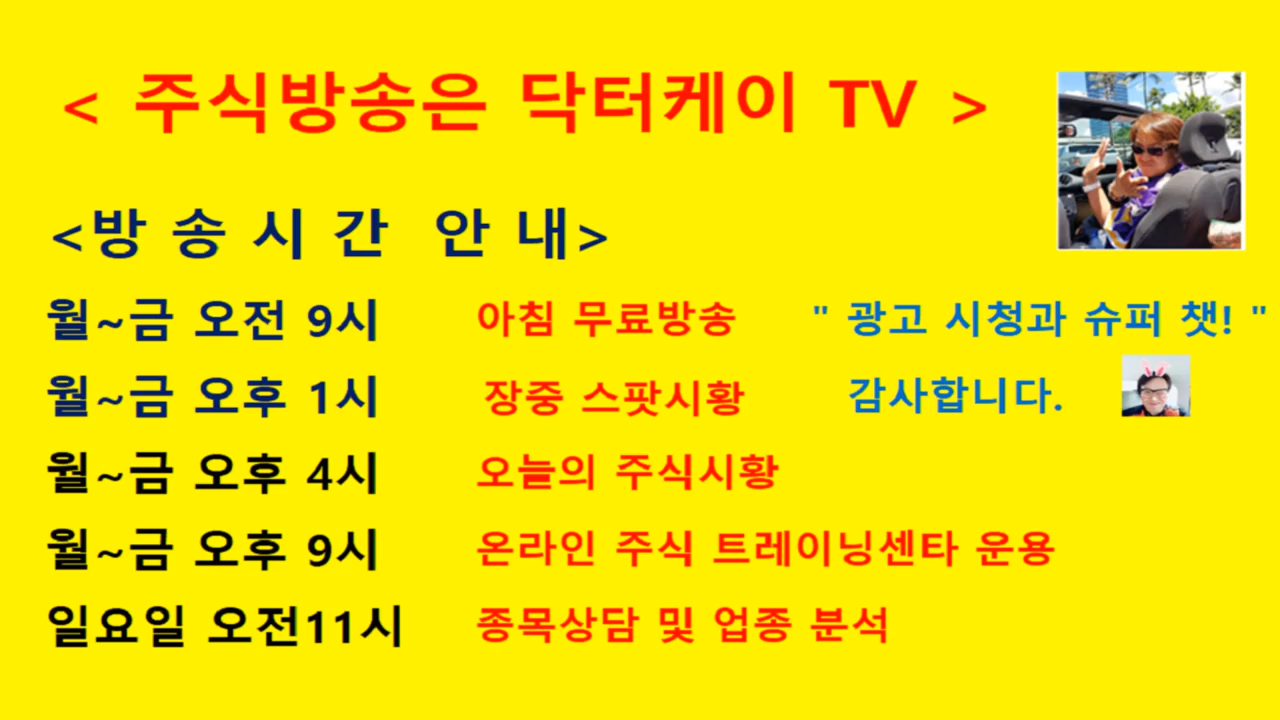 < 주식방송은 닥터케이 TV >
<방 송 시 간 안 내>
월~금 오전 9시 아침 무료방송 " 광고 시청과 슈퍼 챗! "
월~금 오후 1시 장중 스팟시황 감사합니다.
월~금 오후 4시 오늘의 주식시황
월~금 오후 9시 온라인 주식 트레이닝센타 운용
일요일 오전11시 종목상담 및 업종 분석